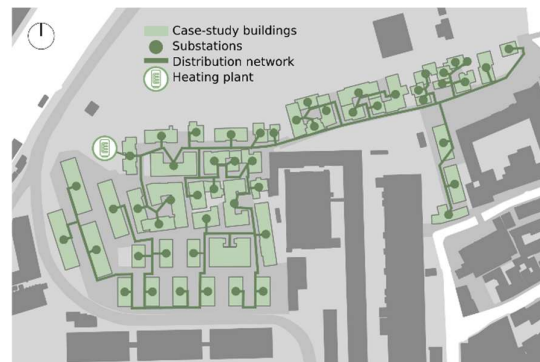 Case-study buildings
Substations
Distribution network
Heating plant